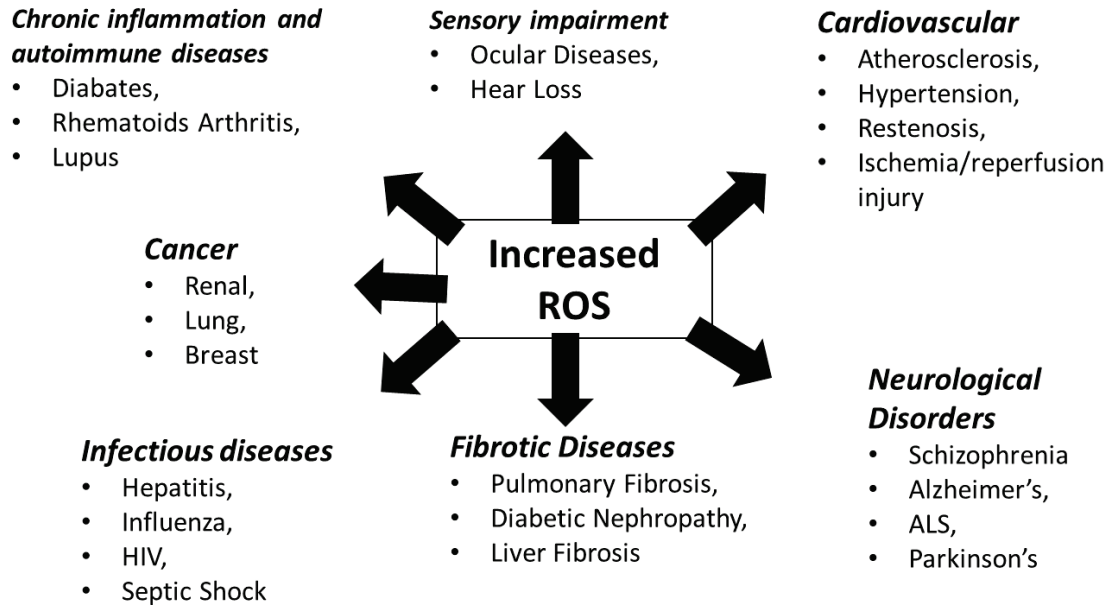 Chronic inflammation and
autoimmune diseases
• Diabates,
• Rhematoids Arthritis,
• Lupus
Sensory impairment
• Ocular Diseases,
• Hear Loss
Cardiovascular
• Atherosclerosis,
• Hypertension,
• Restenosis,
• Ischemia/reperfusion
injury
Cancer
• Renal,
• Lung,
• Breast
Increased
ROS
Infectious diseases
• Hepatitis,
• Influenza,
• HIV,
• Septic Shock
Fibrotic Diseases
• Pulmonary Fibrosis,
• Diabetic Nephropathy,
• Liver Fibrosis
Neurological
Disorders
• Schizophrenia
• Alzheimer’s,
• ALS,
• Parkinson’s